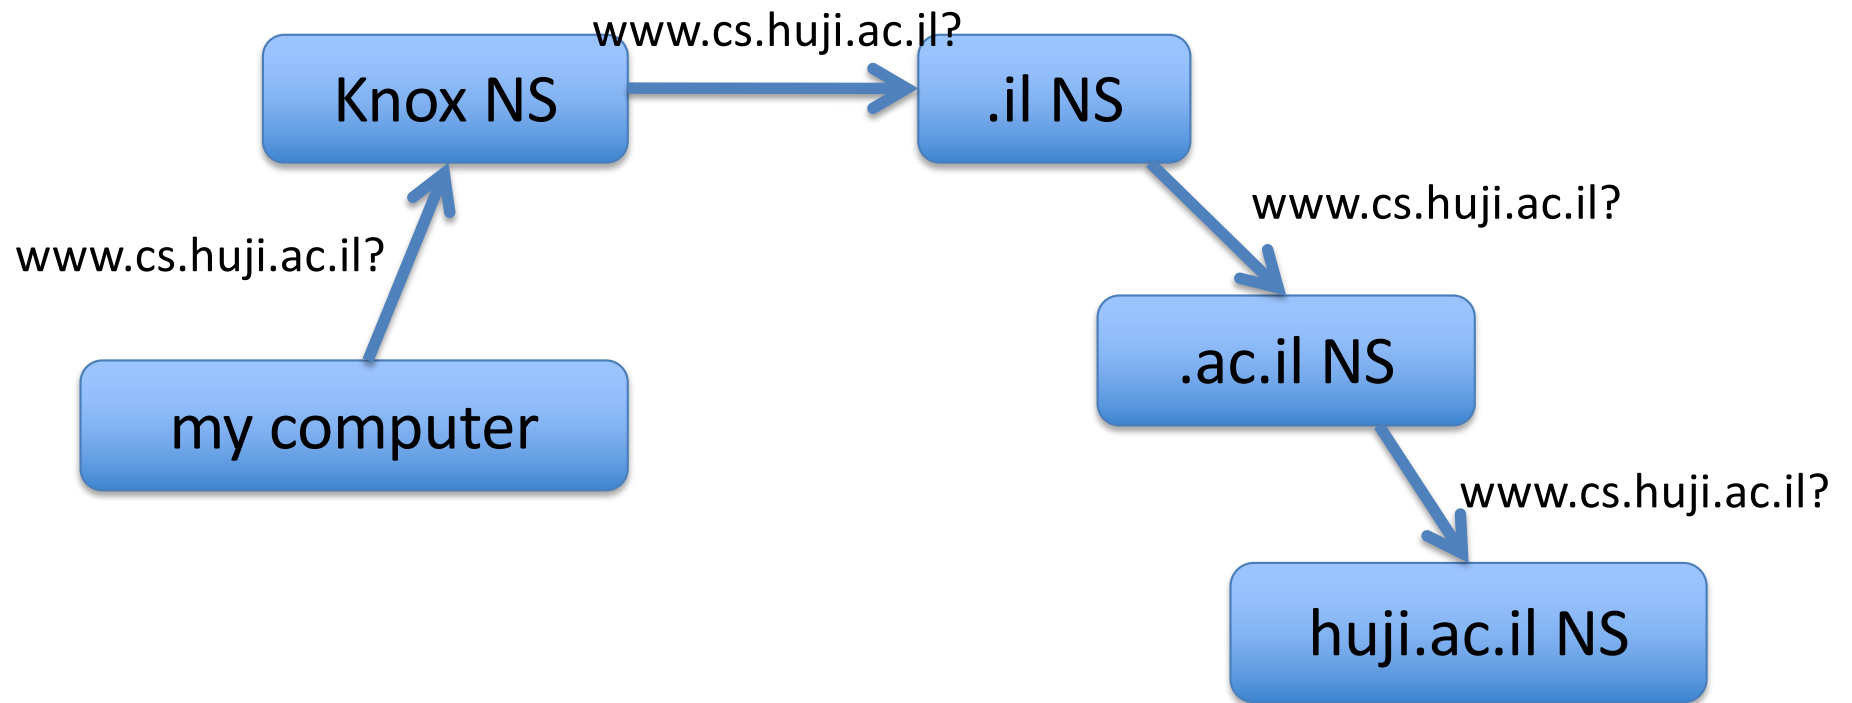 www.cs.huji.ac.il?
Knox NS
.il NS
www.cs.huji.ac.il?
www.cs.huji.ac.il?
.ac.il NS
my computer
www.cs.huji.ac.il?
huji.ac.il NS